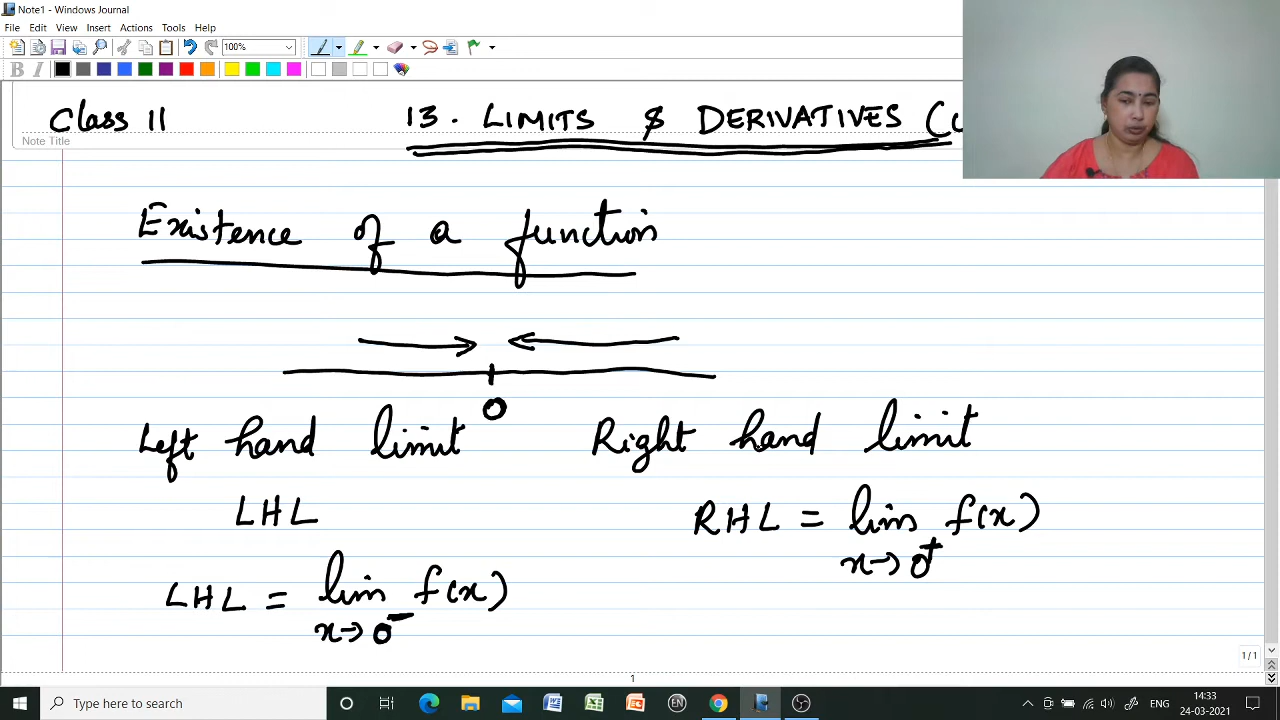 Note1 - Windows Journal
File Edit View Insert Actions Tools Help
100%
B I
Class 11 13. LIMITS & DERIVATIVES (
Note Title
Existence of a function
0
Left hand limit Right hand limit
LHL RHL = lim f(x)
x→0⁺
LHL = lim f(x)
x→0⁻
1/1
1
Type here to search
EN
ENG
14:33
24-03-2021